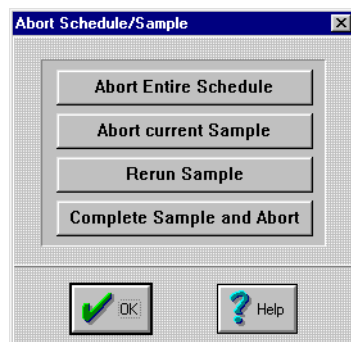 Abort Schedule/Sample
Abort Entire Schedule
Abort current Sample
Rerun Sample
Complete Sample and Abort
OK Help